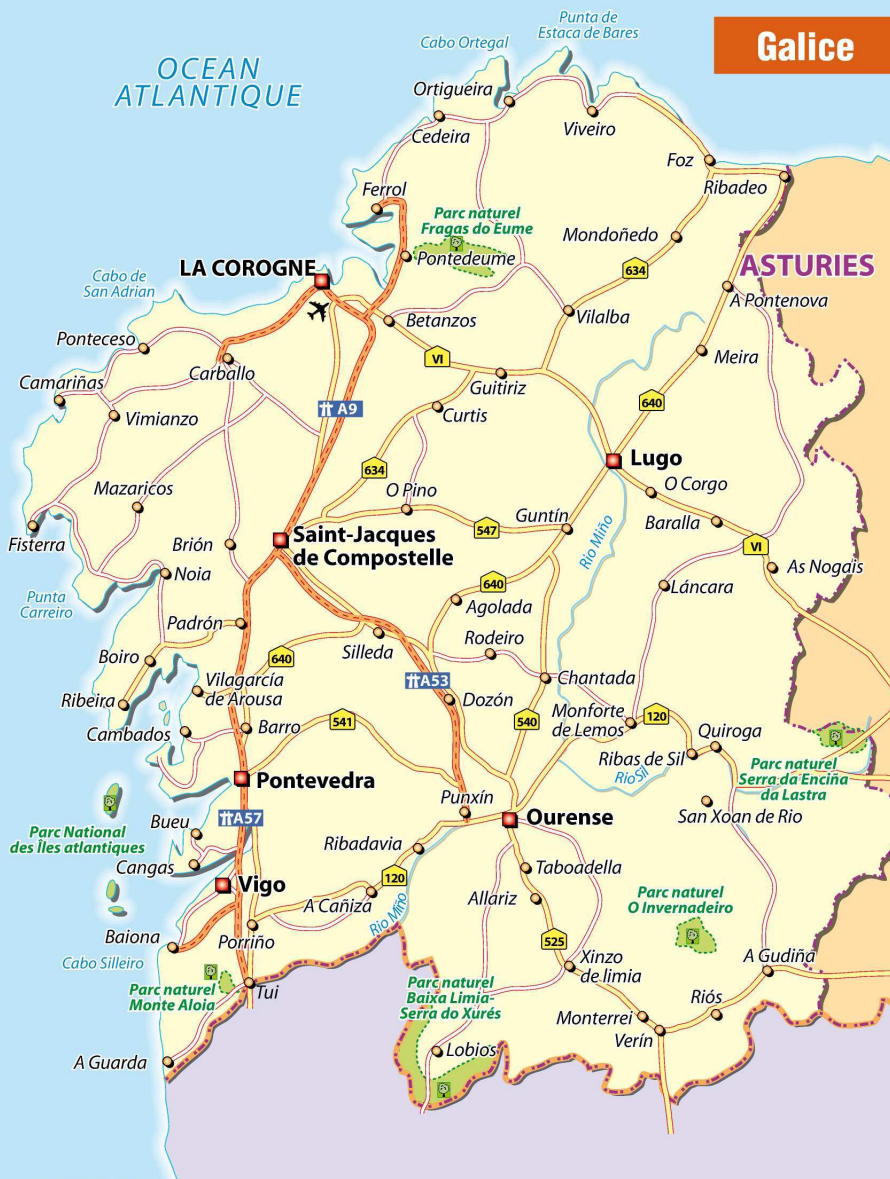 Punta de
Estaca de Bares
Galice
Cabo Ortegal
OCEAN
ATLANTIQUE
Ortigueira
Cedeira
Viveiro
Foz
Ribadeo
Ferrol
Parc naturel
Fragas do Eume
Mondoñedo
Pontedeume
LA COROGNE
634
ASTURIES
Cabo de
San Adrian
A Pontenova
Betanzos
Vilalba
Ponteceso
VI
Meira
Carballo
Camariñas
Guitiriz
A9
640
Vimianzo
Curtis
Lugo
634
Mazaricos
O Pino
O Corgo
Guntín
Baralla
547
Saint-Jacques
de Compostelle
Fisterra
Brión
Rio Miño
VI
As Nogais
Noia
640
Láncara
Punta
Carreiro
Agolada
Padrón
Rodeiro
Silleda
Boiro
640
Chantada
Vilagarcía
de Arousa
A53
Ribeira
Dozón
Monforte
de Lemos
120
Cambados
Barro
541
540
Quiroga
Ribas de Sil
Parc naturel
Serra da Enciña
da Lastra
RioSil
Pontevedra
Punxín
San Xoan de Rio
Parc National
des Îles atlantiques
Bueu
A57
Ourense
Ribadavia
Cangas
Taboadella
120
Vigo
Allariz
Parc naturel
O Invernadeiro
A Cañiza
Rio Miño
Baiona
Porriño
525
Cabo Silleiro
Xinzo
de limia
A Gudiñá
Parc naturel
Monte Aloia
Tui
Parc naturel
Baixa Limia-
Serra do Xurés
Riós
Monterrei
Verín
Lobios
A Guarda